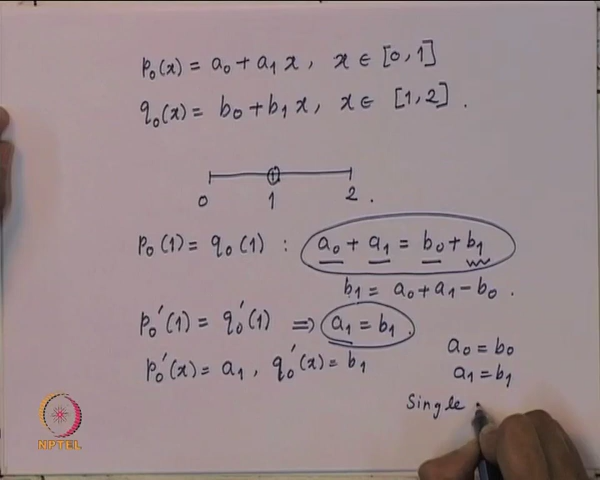 p₀(x) = a₀ + a₁ x , x ∈ [0, 1]
q₀(x) = b₀ + b₁ x , x ∈ [1, 2] .
0 1 2 .
p₀(1) = q₀(1) : a₀ + a₁ = b₀ + b₁
b₁ = a₀ + a₁ - b₀ .
p₀'(1) = q₀'(1) ⇒ a₁ = b₁ .
p₀'(x) = a₁ , q₀'(x) = b₁
a₀ = b₀
a₁ = b₁
Single
NPTEL